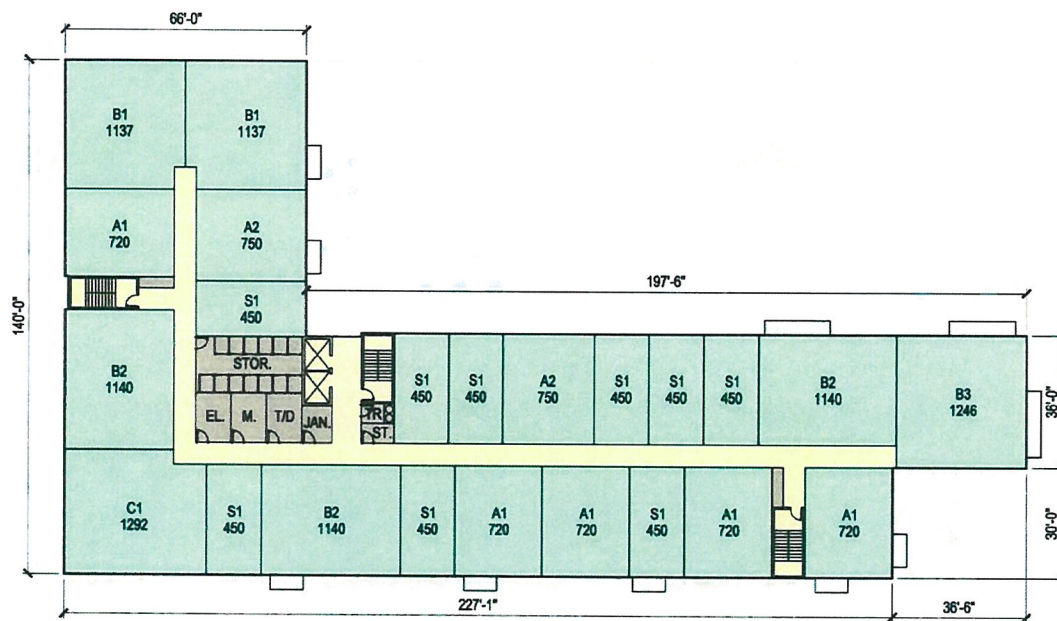 66'-0"
B1
1137
B1
1137
A1
720
A2
750
140'-0"
197'-6"
S1
450
B2
1140
STOR.
EL.
M.
T/D
JAN.
TR
ST.
S1
450
S1
450
A2
750
S1
450
S1
450
S1
450
B2
1140
B3
1246
36'-0"
C1
1292
S1
450
B2
1140
S1
450
A1
720
A1
720
S1
450
A1
720
A1
720
30'-0"
227'-1"
36'-6"